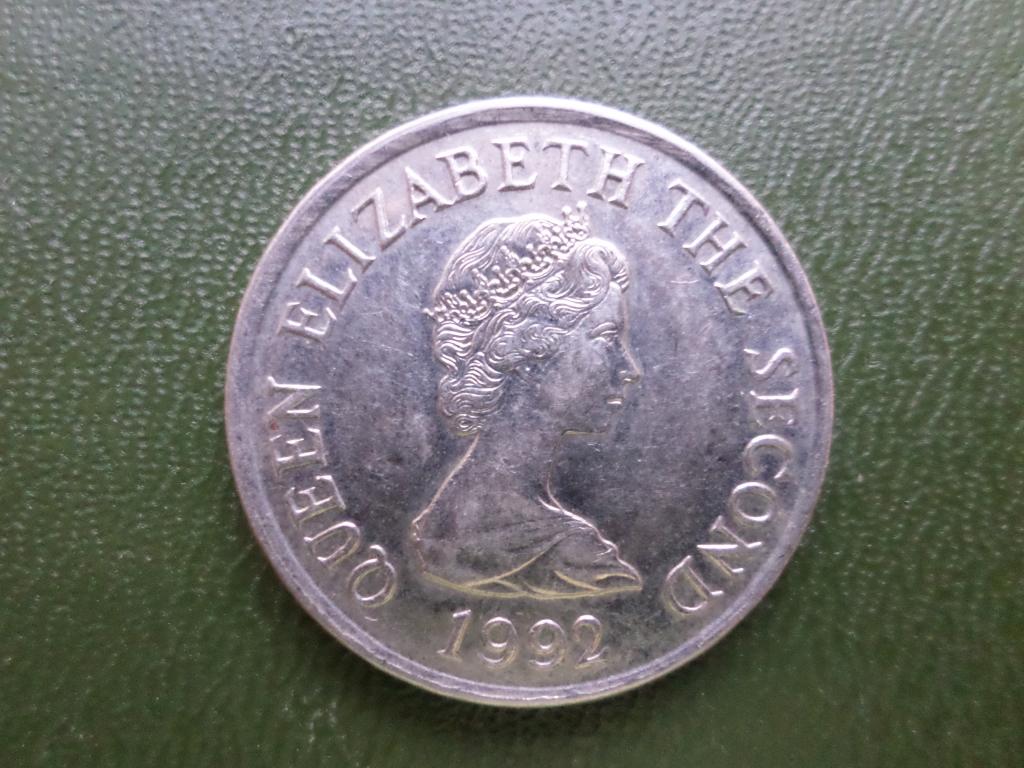 QUEEN ELIZABETH THE SECOND
1992